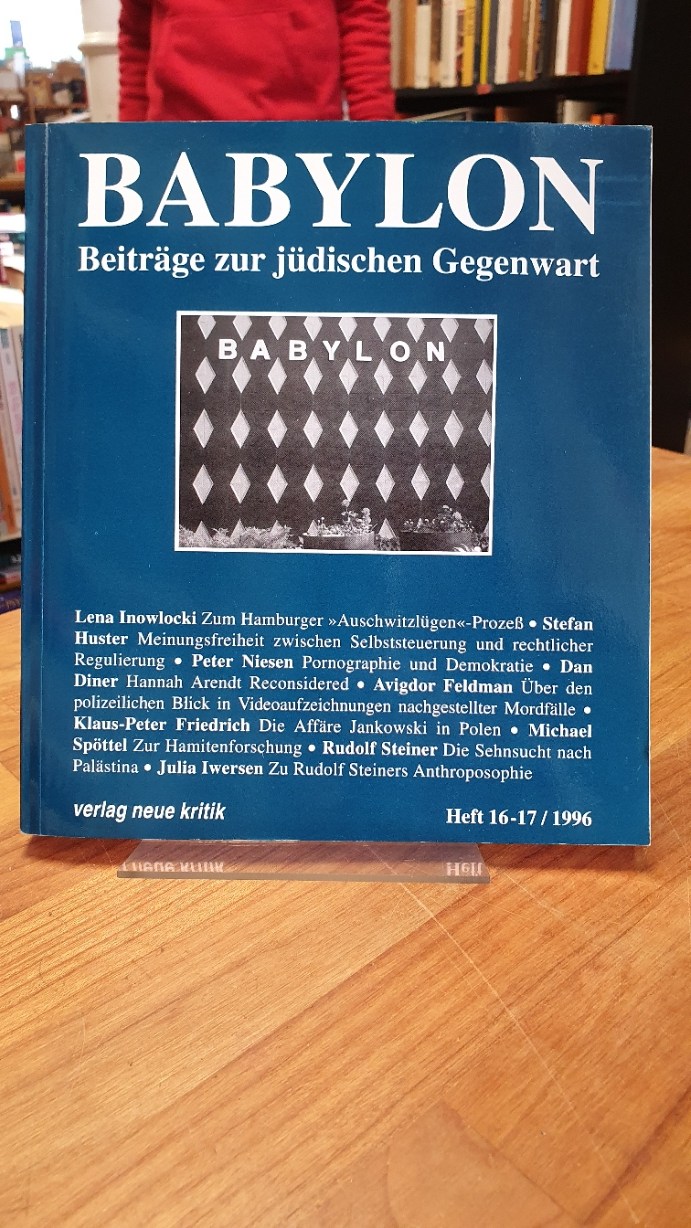 BABYLON
Beiträge zur jüdischen Gegenwart
BABYLON
Lena Inowlocki Zum Hamburger »Auschwitzlügen«-Prozeß • Stefan
Huster Meinungsfreiheit zwischen Selbststeuerung und rechtlicher
Regulierung • Peter Niesen Pornographie und Demokratie • Dan
Diner Hannah Arendt Reconsidered • Avigdor Feldman Über den
polizeilichen Blick in Videoaufzeichnungen nachgestellter Mordfälle •
Klaus-Peter Friedrich Die Affäre Jankowski in Polen • Michael
Spöttel Zur Hamitenforschung • Rudolf Steiner Die Sehnsucht nach
Palästina • Julia Iwersen Zu Rudolf Steiners Anthroposophie
verlag neue kritik
Heft 16-17 / 1996